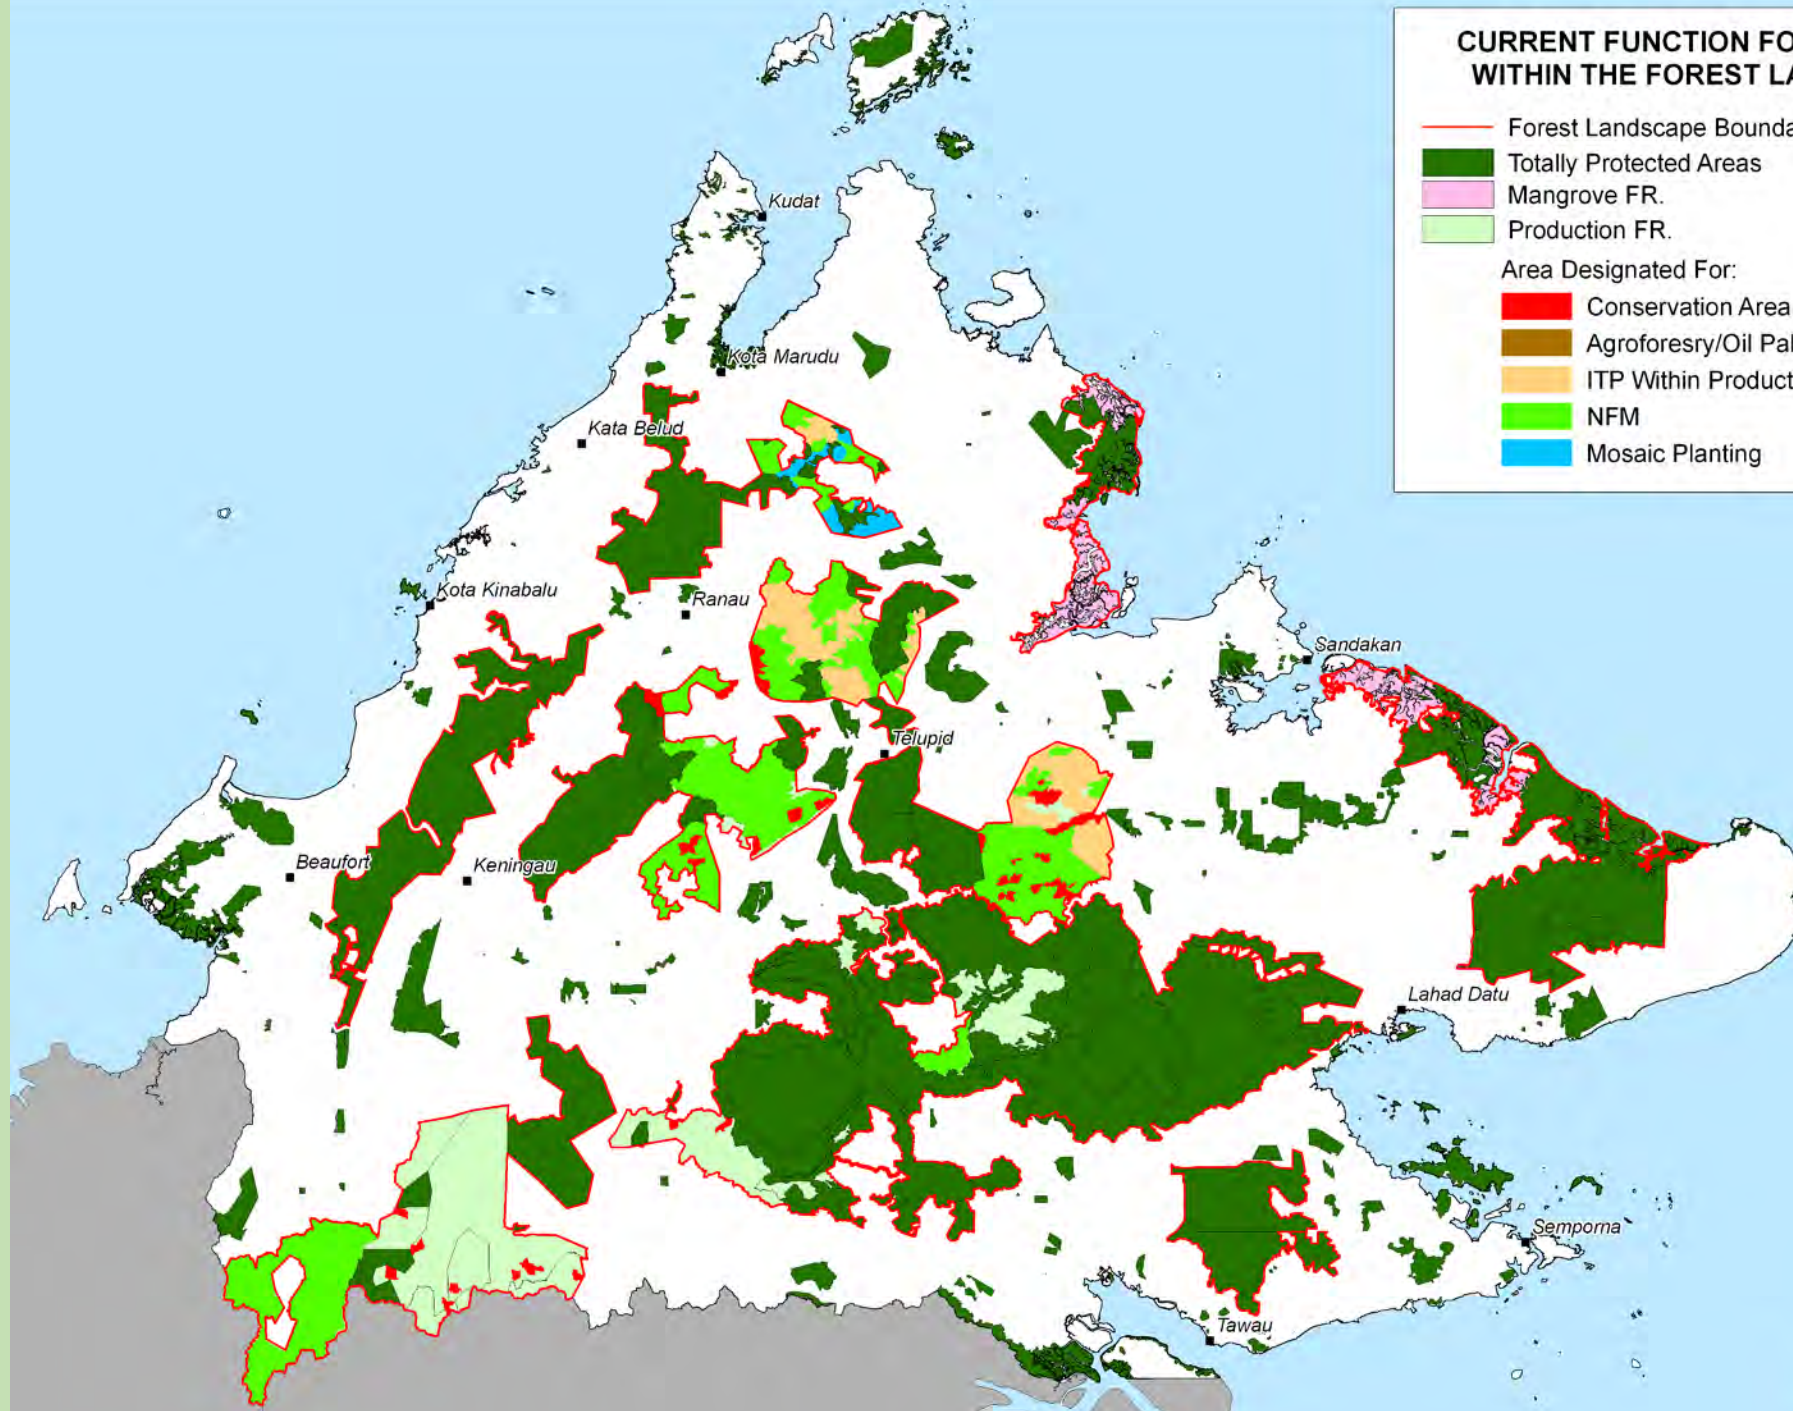 CURRENT FUNCTION FO
WITHIN THE FOREST LA
Forest Landscape Bounda
Totally Protected Areas
Mangrove FR.
Production FR.
Area Designated For:
Conservation Area
Agroforesry/Oil Pal
ITP Within Product
NFM
Mosaic Planting
Kudat
Kota Marudu
Kata Belud
Kota Kinabalu
Ranau
Sandakan
Telupid
Beaufort
Keningau
Lahad Datu
Semporna
Tawau